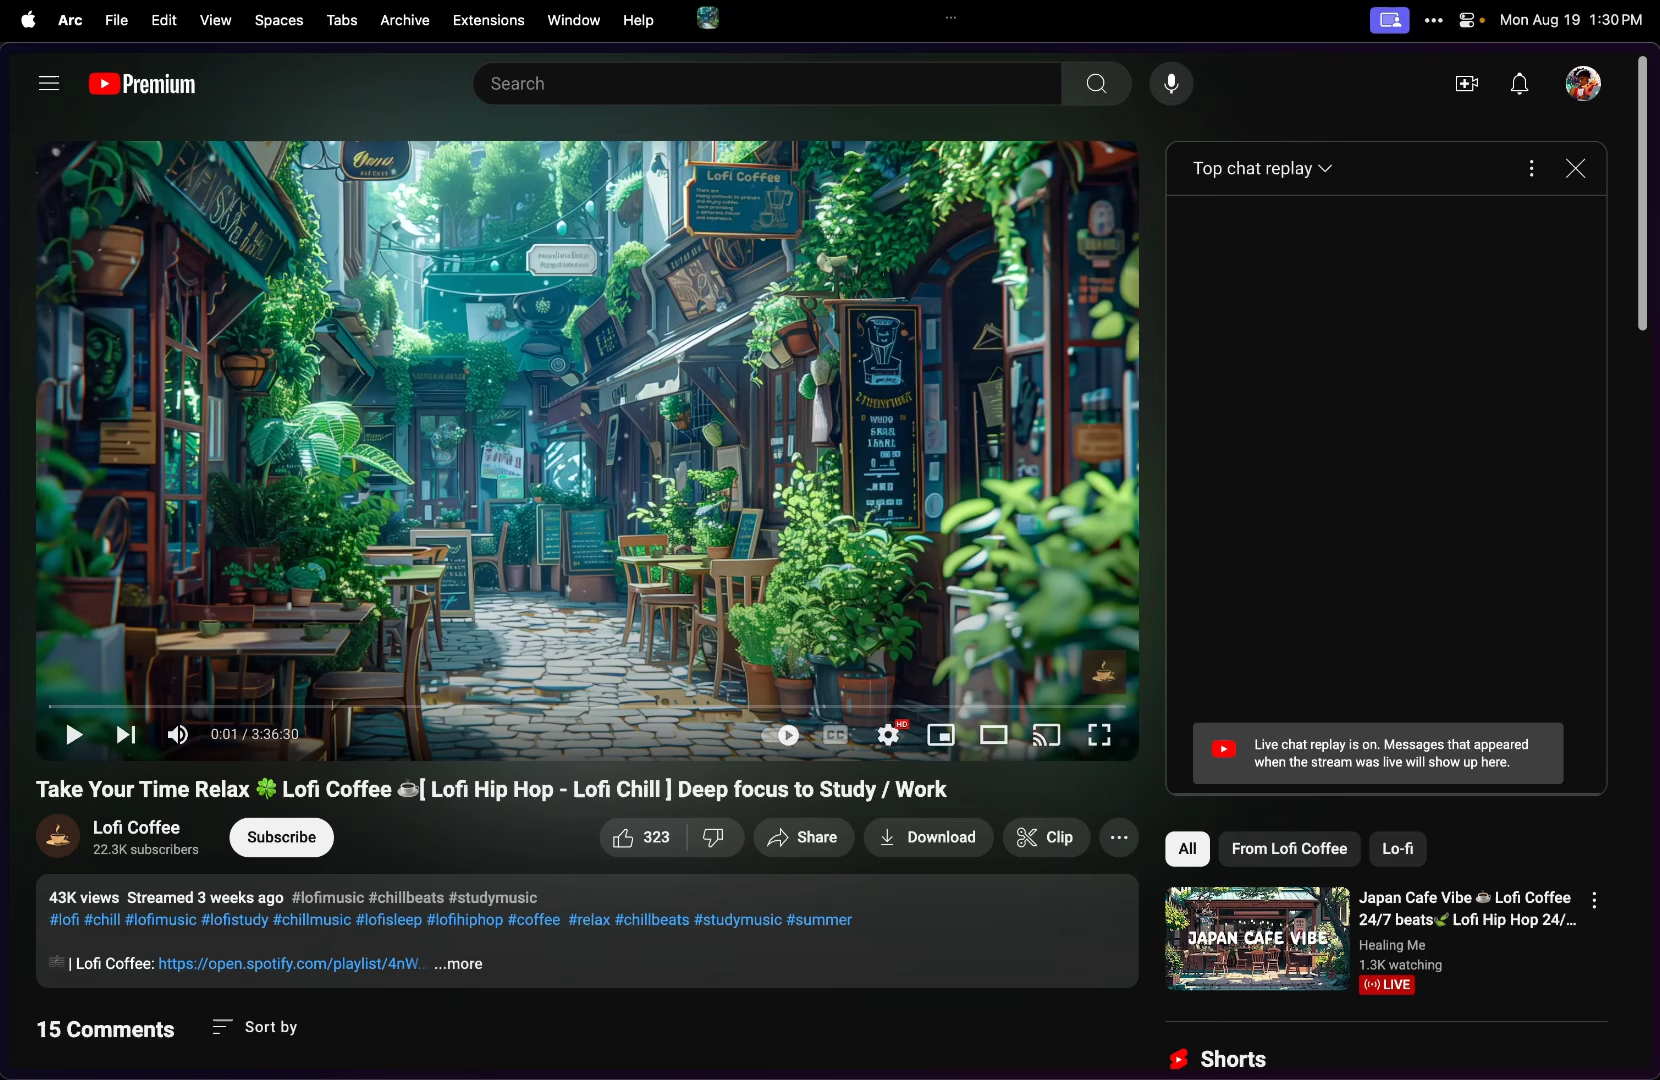 Arc File Edit View Spaces Tabs Archive Extensions Window Help
Mon Aug 19 1:30 PM
Premium
Search
Top chat replay
Lofi Coffee
HD
CC
0:01 / 3:36:30
Live chat replay is on. Messages that appeared
when the stream was live will show up here.
Take Your Time Relax 🍀 Lofi Coffee ☕[ Lofi Hip Hop - Lofi Chill ] Deep focus to Study / Work
Lofi Coffee
22.3K subscribers
Subscribe
323
Share
Download
Clip
43K views Streamed 3 weeks ago #lofimusic #chillbeats #studymusic
#lofi #chill #lofimusic #lofistudy #chillmusic #lofisleep #lofihiphop #coffee #relax #chillbeats #studymusic #summer
| Lofi Coffee: https://open.spotify.com/playlist/4nW... ...more
15 Comments
Sort by
All
From Lofi Coffee
Lo-fi
JAPAN CAFE VIBE
Japan Cafe Vibe ☕ Lofi Coffee
24/7 beats🌿 Lofi Hip Hop 24/...
Healing Me
1.3K watching
LIVE
Shorts